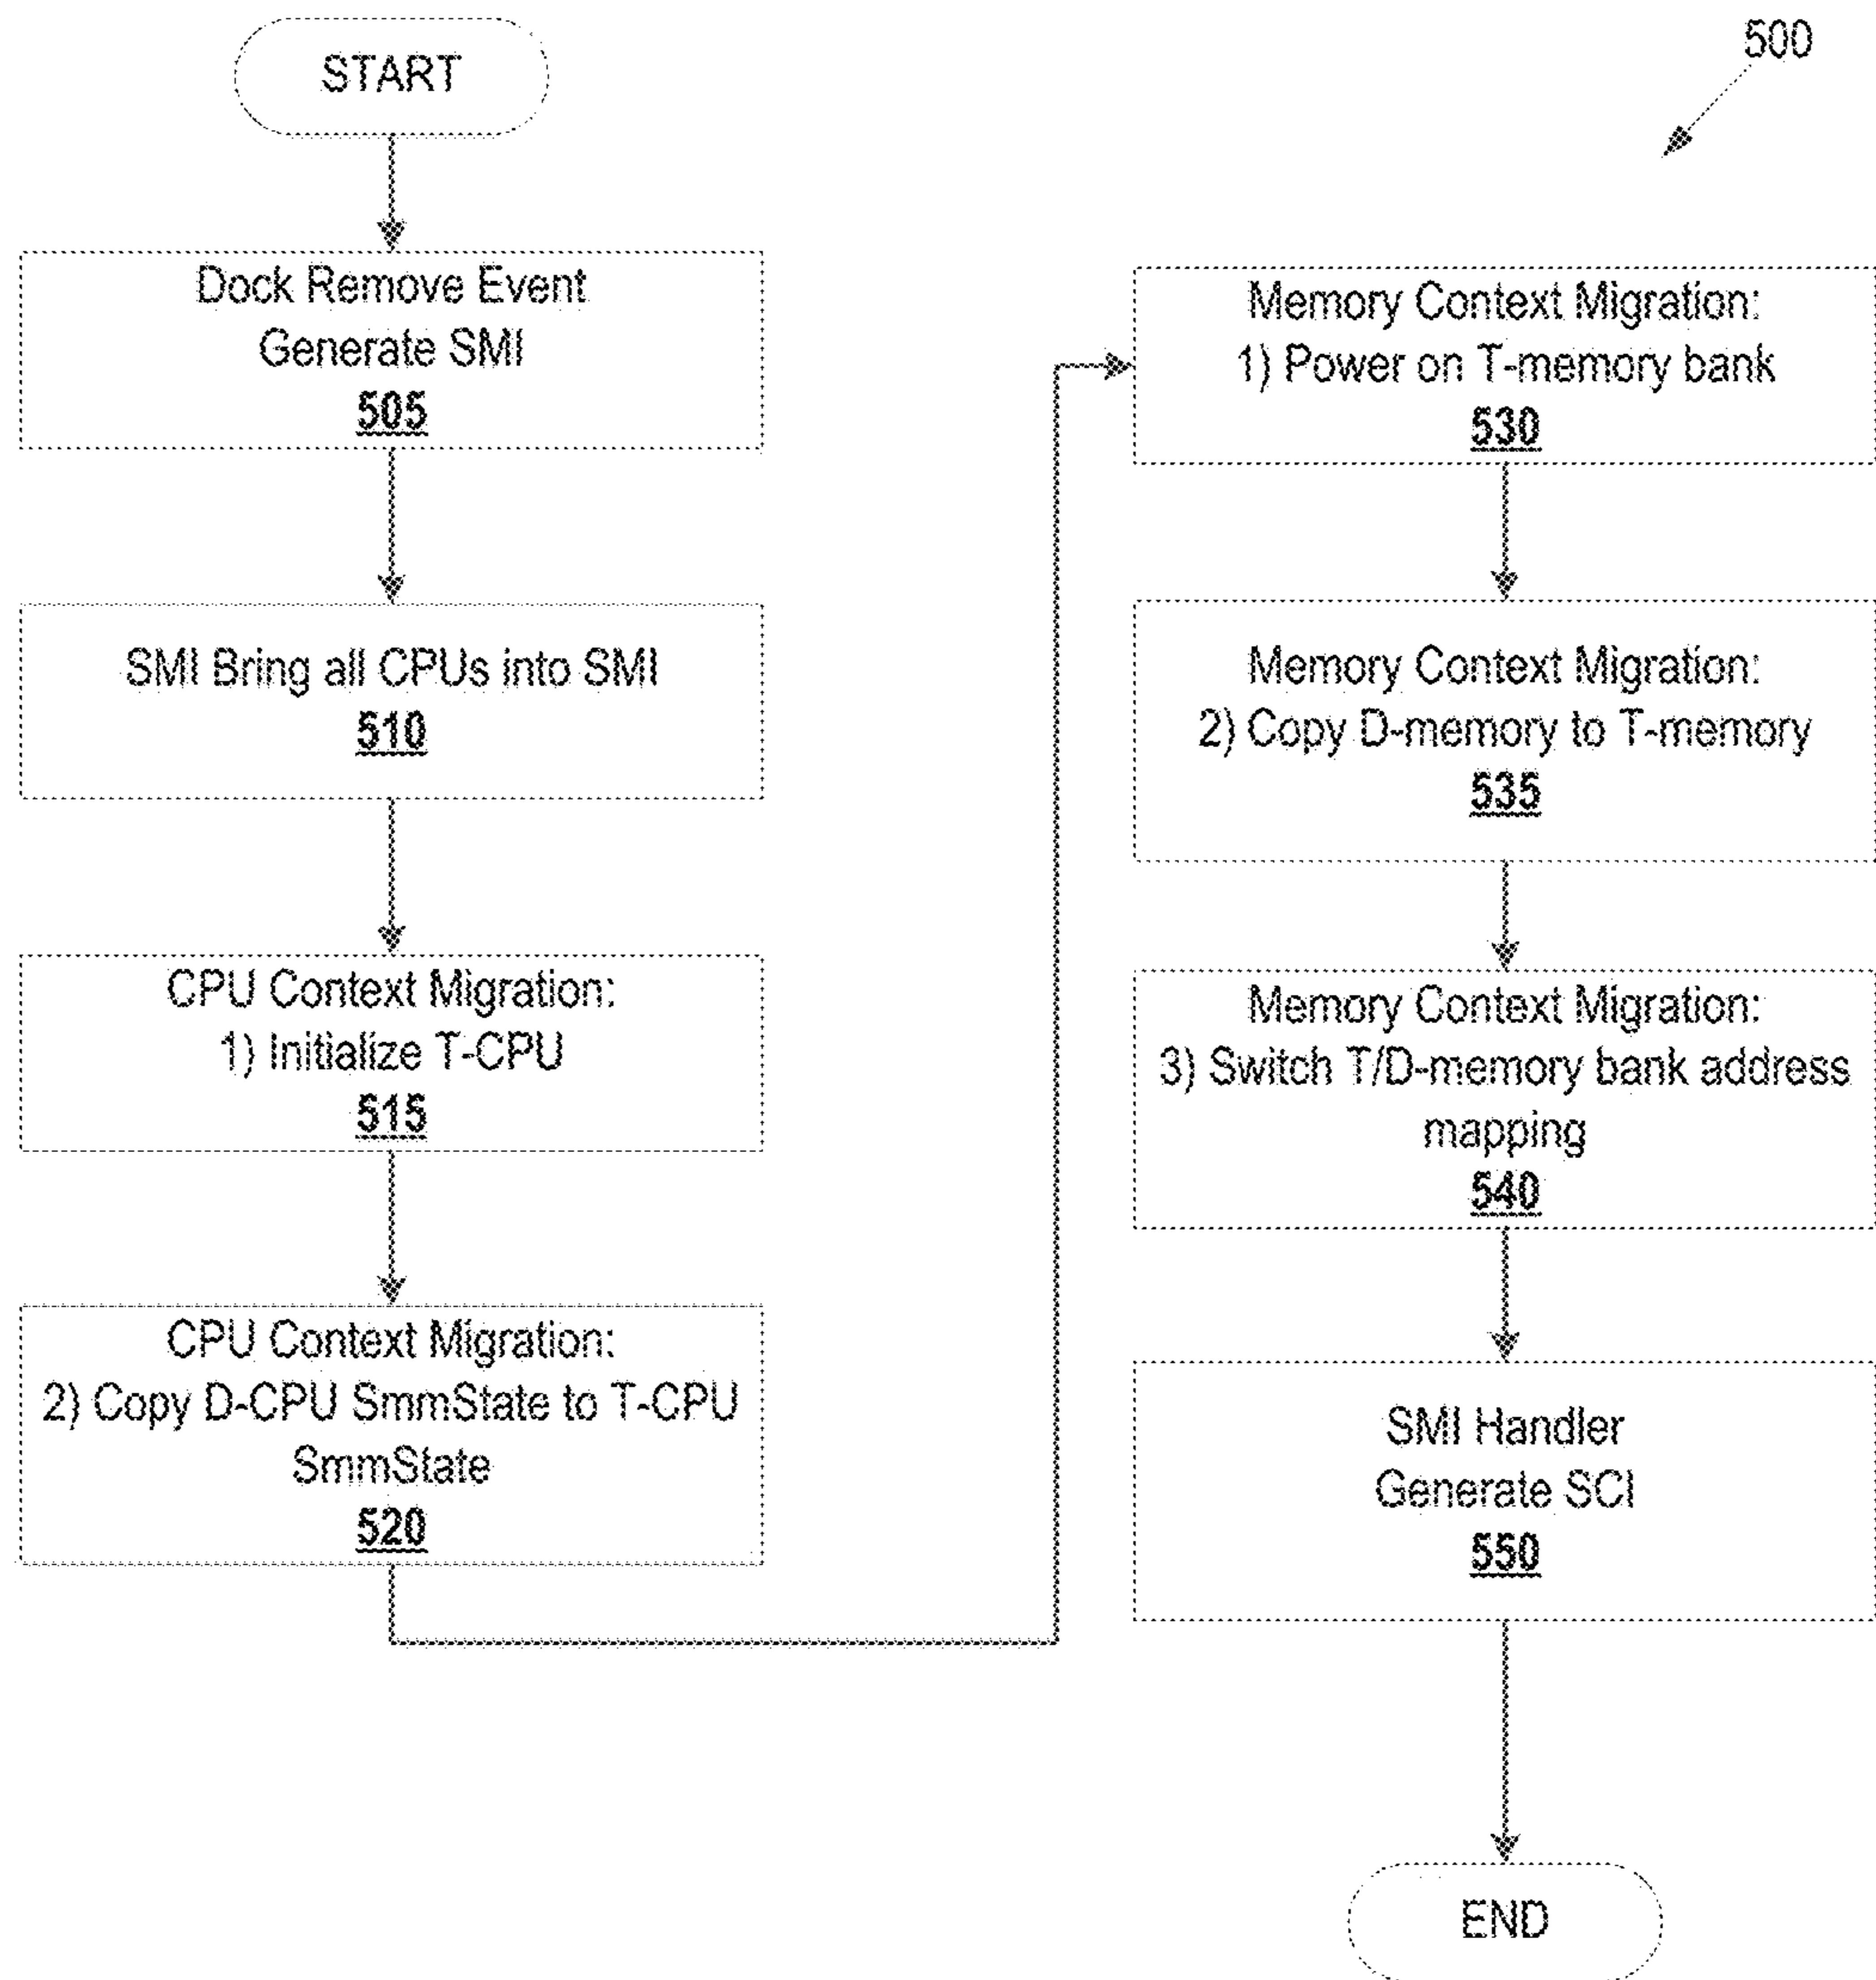 START
500
Dock Remove Event
Generate SMI
505
SMI Bring all CPUs into SMI
510
CPU Context Migration:
1) Initialize T-CPU
515
CPU Context Migration:
2) Copy D-CPU SmmState to T-CPU
SmmState
520
Memory Context Migration:
1) Power on T-memory bank
530
Memory Context Migration:
2) Copy D-memory to T-memory
535
Memory Context Migration:
3) Switch T/D-memory bank address
mapping
540
SMI Handler
Generate SCI
550
END